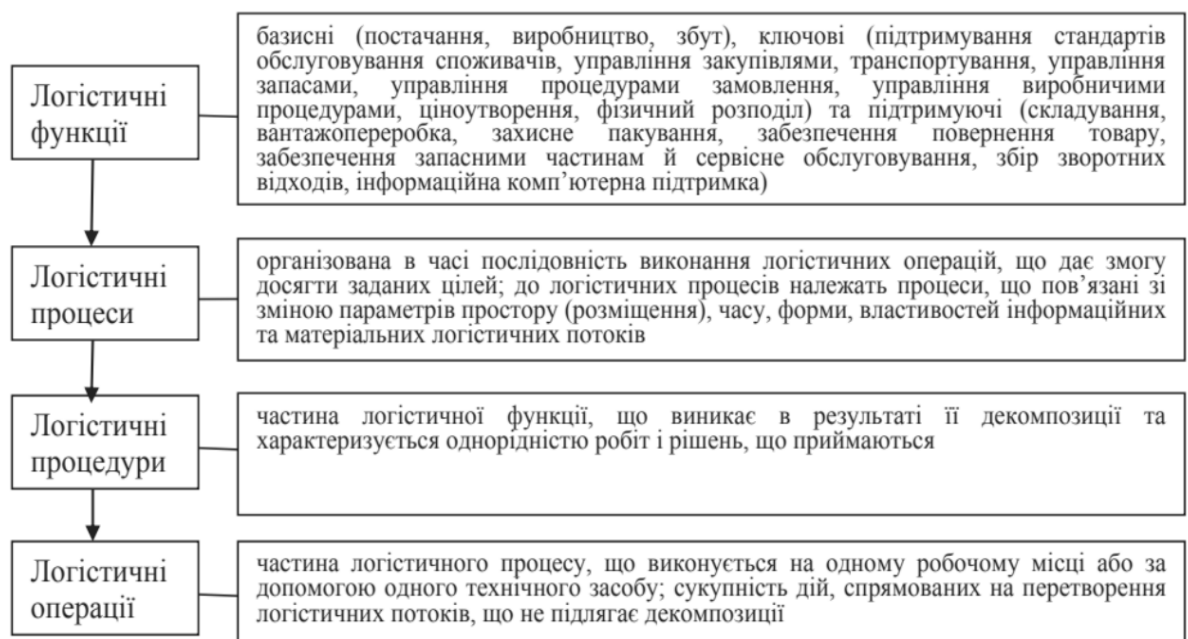 Логістичні
функції
базисні (постачання, виробництво, збут), ключові (підтримування стандартів
обслуговування споживачів, управління закупівлями, транспортування, управління
запасами, управління процедурами замовлення, управління виробничими
процедурами, ціноутворення, фізичний розподіл) та підтримуючі (складування,
вантажопереробка, захисне пакування, забезпечення повернення товару,
забезпечення запасними частинам й сервісне обслуговування, збір зворотних
відходів, інформаційна комп’ютерна підтримка)
Логістичні
процеси
організована в часі послідовність виконання логістичних операцій, що дає змогу
досягти заданих цілей; до логістичних процесів належать процеси, що пов’язані зі
зміною параметрів простору (розміщення), часу, форми, властивостей інформаційних
та матеріальних логістичних потоків
Логістичні
процедури
частина логістичної функції, що виникає в результаті її декомпозиції та
характеризується однорідністю робіт і рішень, що приймаються
Логістичні
операції
частина логістичного процесу, що виконується на одному робочому місці або за
допомогою одного технічного засобу; сукупність дій, спрямованих на перетворення
логістичних потоків, що не підлягає декомпозиції